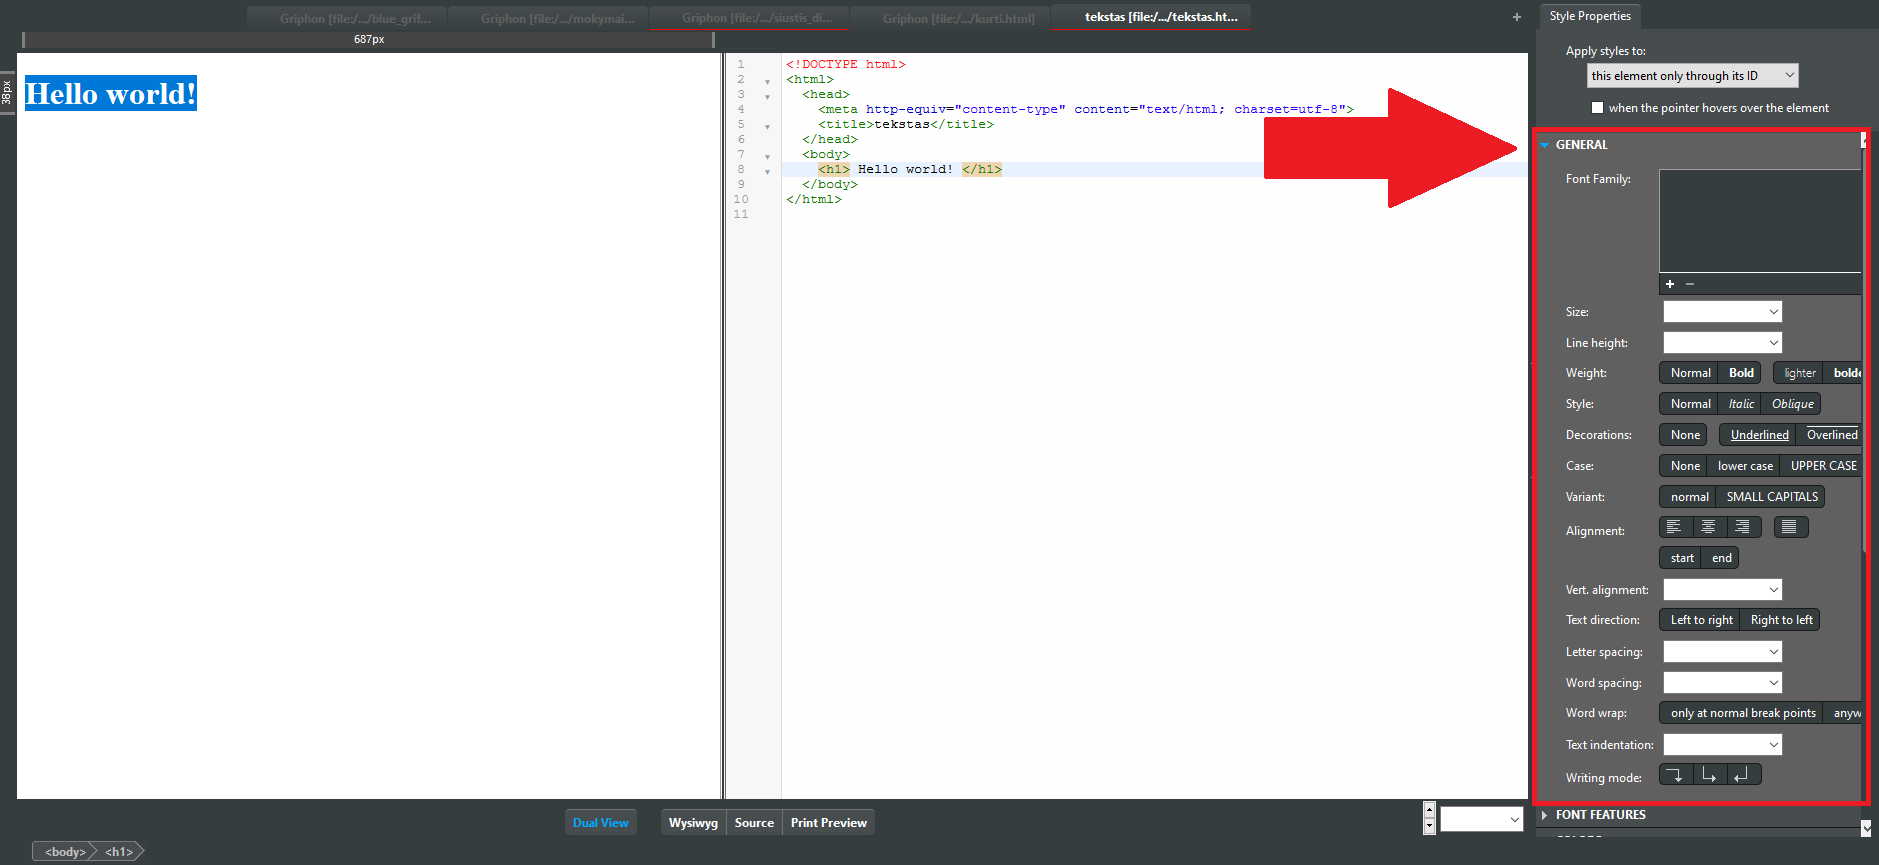 Griphon [file:/.../blue_grif... Griphon [file:/.../mokymai... Griphon [file:/.../siustis_di... Griphon [file:/.../kurti.html] tekstas [file:/.../tekstas.ht... +
687px
38px
Hello world!
1 <!DOCTYPE html>
2 <html>
3 <head>
4 <meta http-equiv="content-type" content="text/html; charset=utf-8">
5 <title>tekstas</title>
6 </head>
7 <body>
8 <h1> Hello world! </h1>
9 </body>
10 </html>
11
Style Properties
Apply styles to:
this element only through its ID
when the pointer hovers over the element
GENERAL
Font Family:
+ −
Size:
Line height:
Weight: Normal Bold lighter bolde
Style: Normal Italic Oblique
Decorations: None Underlined Overlined
Case: None lower case UPPER CASE
Variant: normal SMALL CAPITALS
Alignment:
start end
Vert. alignment:
Text direction: Left to right Right to left
Letter spacing:
Word spacing:
Word wrap: only at normal break points anyw
Text indentation:
Writing mode:
FONT FEATURES
Dual View Wysiwyg Source Print Preview
<body> <h1>